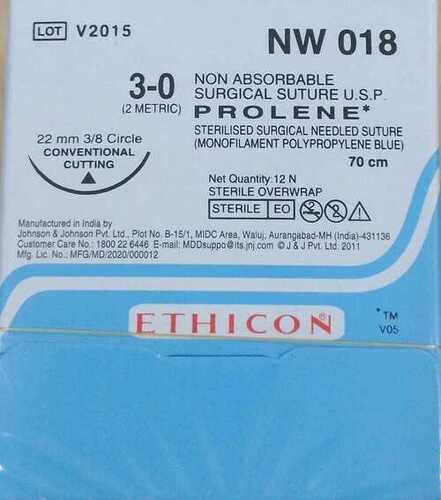 LOT V2015
NW 018
3-0
(2 METRIC)
NON ABSORBABLE
SURGICAL SUTURE U.S.P.
PROLENE*
STERILISED SURGICAL NEEDLED SUTURE
(MONOFILAMENT POLYPROPYLENE BLUE)
70 cm
22 mm 3/8 Circle
CONVENTIONAL
CUTTING
Net Quantity:12 N
STERILE OVERWRAP
STERILE EO
Manufactured in India by
Johnson & Johnson Pvt. Ltd., Plot No. B-15/1, MIDC Area, Waluj, Aurangabad-MH (India)-431136
Customer Care No.: 1800 22 6446 E-mail: MDDsuppo@its.jnj.com © J & J Pvt. Ltd. 2011
Mfg. Lic. No.: MFG/MD/2020/000012
ETHICON®
*TM
V05